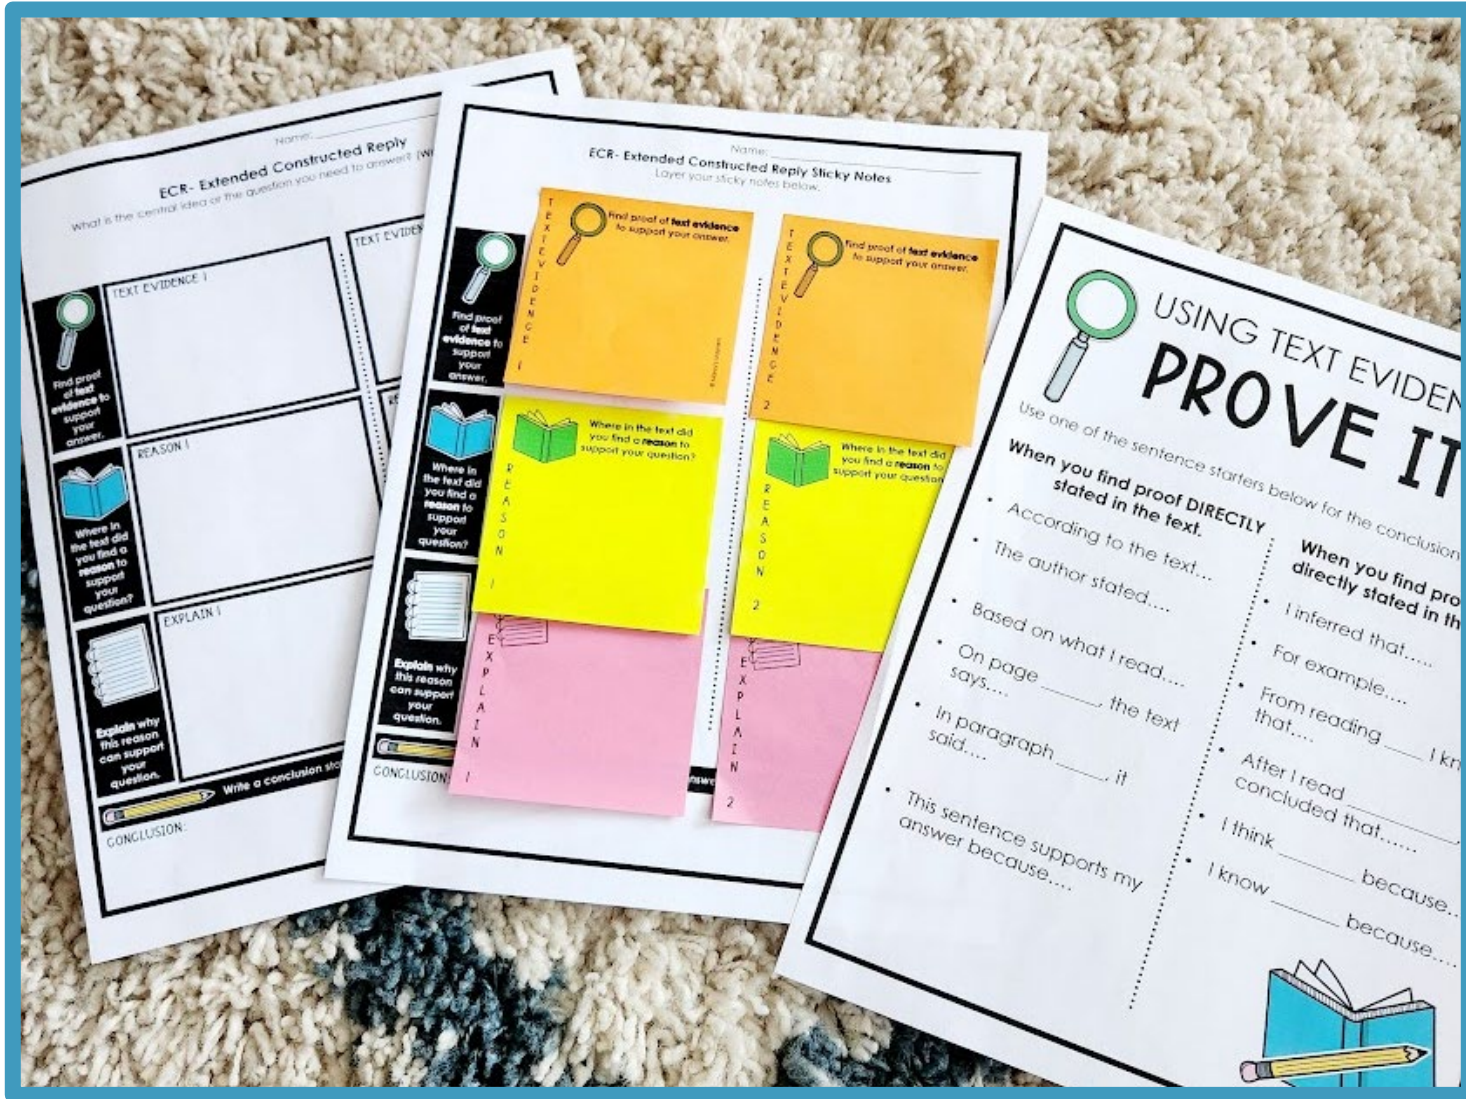 Name:
ECR- Extended Constructed Reply
What is the central idea or the question you need to answer?
TEXT EVIDENCE 1
Find proof
of text
evidence to
support
your
answer.
REASON 1
Where in
the text did
you find a
reason to
support
your
question?
EXPLAIN 1
Explain why
this reason
can support
your
question.
Write a conclusion
CONCLUSION:
TEXT
Name:
ECR- Extended Constructed Reply Sticky Notes
Layer your sticky notes below.
Find proof
of text
evidence to
support
your
answer.
TEXT EVIDENCE 1
Find proof of text evidence
to support your answer.
TEXT EVIDENCE 2
Find proof of text evidence
to support your answer.
Where in
the text did
you find a
reason to
support
your
question?
REASON 1
Where in the text did
you find a reason to
support your question?
REASON 2
Where in the text did
you find a reason to
support your question
Explain why
this reason
can support
your
question.
EXPLAIN 1
EXPLAIN 2
CONCLUSION:
USING TEXT EVIDEN
PROVE IT
Use one of the sentence starters below for the conclusion
When you find proof DIRECTLY
stated in the text.
• According to the text...
• The author stated....
• Based on what I read,...
• On page ____, the text
says....
• In paragraph ____, it
said....
• This sentence supports my
answer because....
When you find pro
directly stated in th
• I inferred that.....
• For example....
• From reading ____ I kn
that....
• After I read ____,
concluded that......
• I think ____ because..
• I know ____ because....